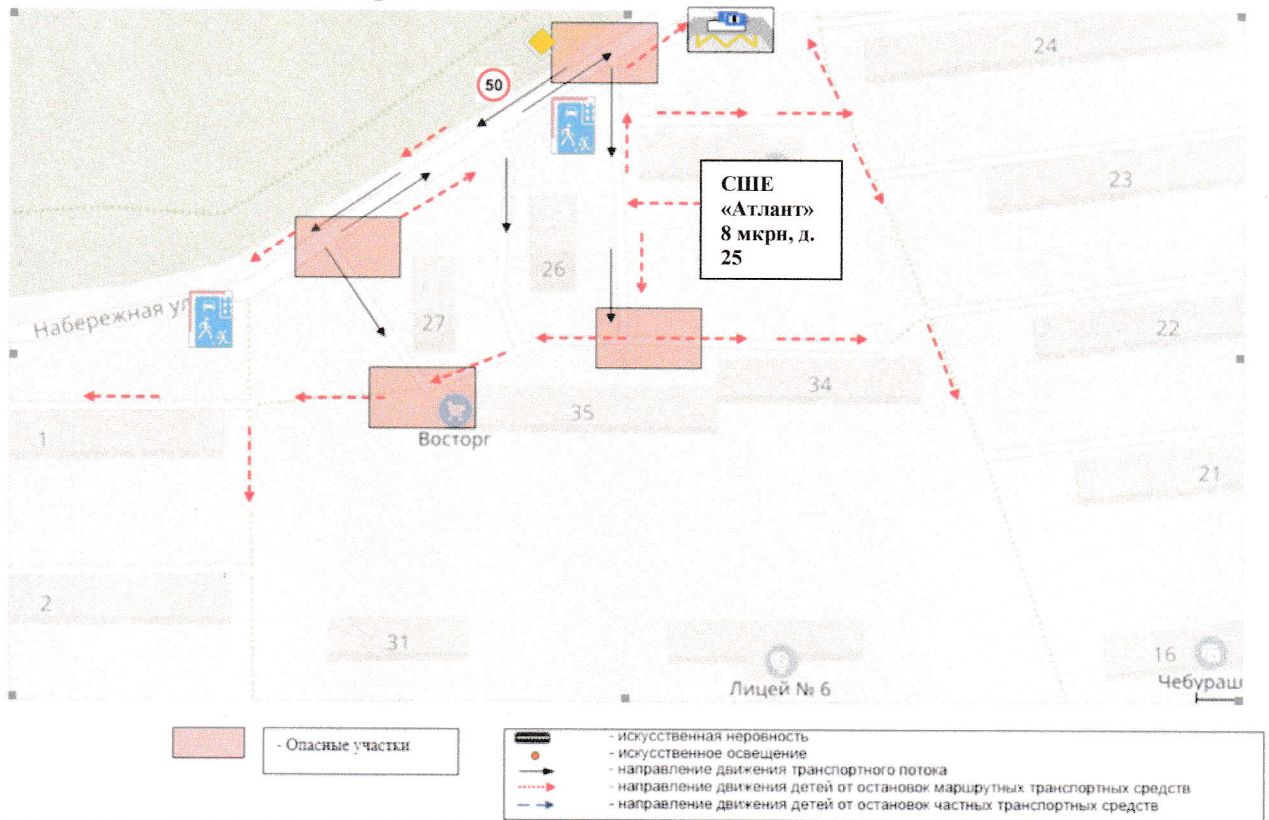 24
50
23
СШЕ
«Атлант»
8 мкрн, д.
25
26
Набережная ул
27
22
34
35
1
Восторг
21
2
31
16
Лицей № 6
Чебураш
- Опасные участки
- искусственная неровность
- искусственное освещение
- направление движения транспортного потока
- направление движения детей от остановок маршрутных транспортных средств
- направление движения детей от остановок частных транспортных средств